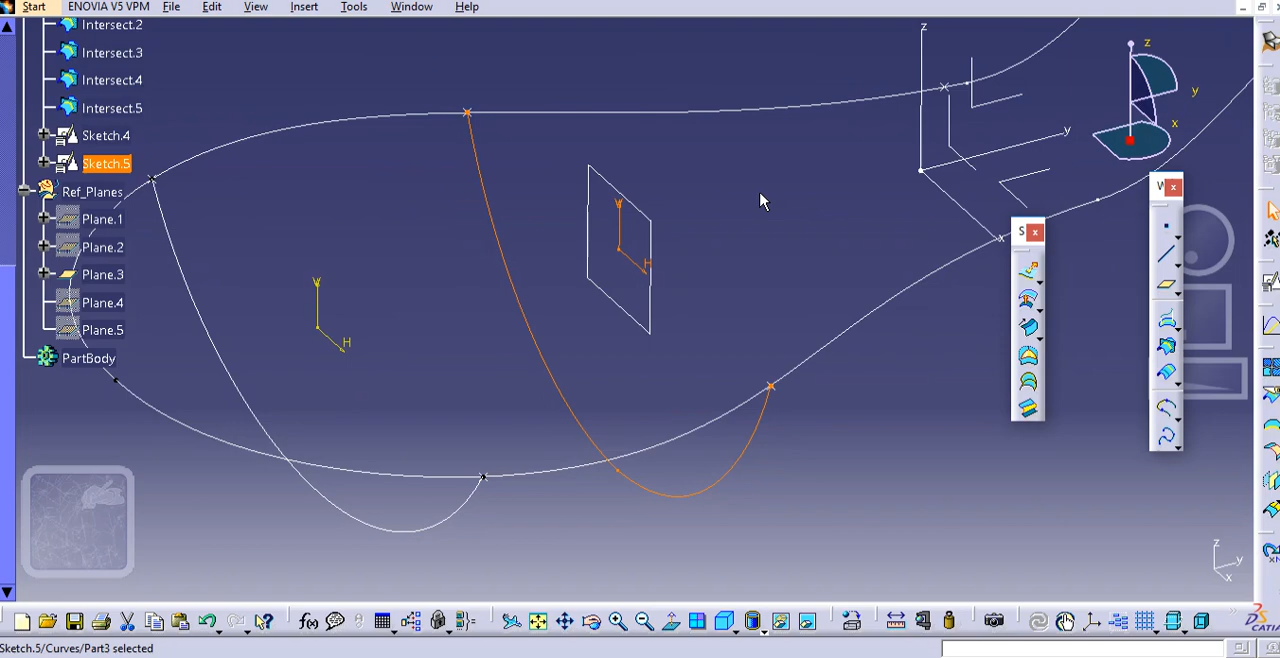 Start ENOVIA V5 VPM File Edit View Insert Tools Window Help
Intersect.2
Intersect.3
Intersect.4
Intersect.5
Sketch.4
Sketch.5
Ref_Planes
Plane.1
Plane.2
Plane.3
Plane.4
Plane.5
PartBody
V
H
V
H
z
y
x
z
y
x
S x
W x
z
y
x
f(x)
CATIA
Sketch.5/Curves/Part3 selected